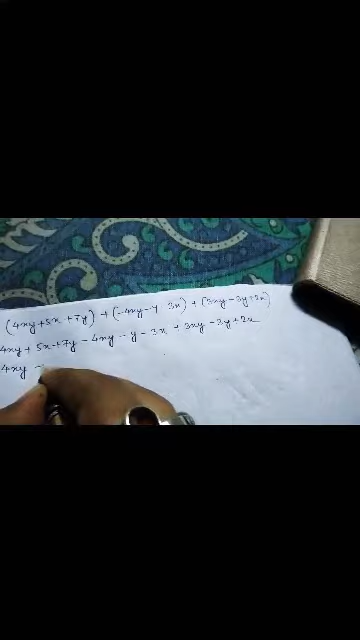 (4xy+5x+7y) + (-4xy-y 3x) + (3xy-3y+2x)
4xy + 5x+7y - 4xy - y - 3x + 3xy - 3y + 2x
4xy -